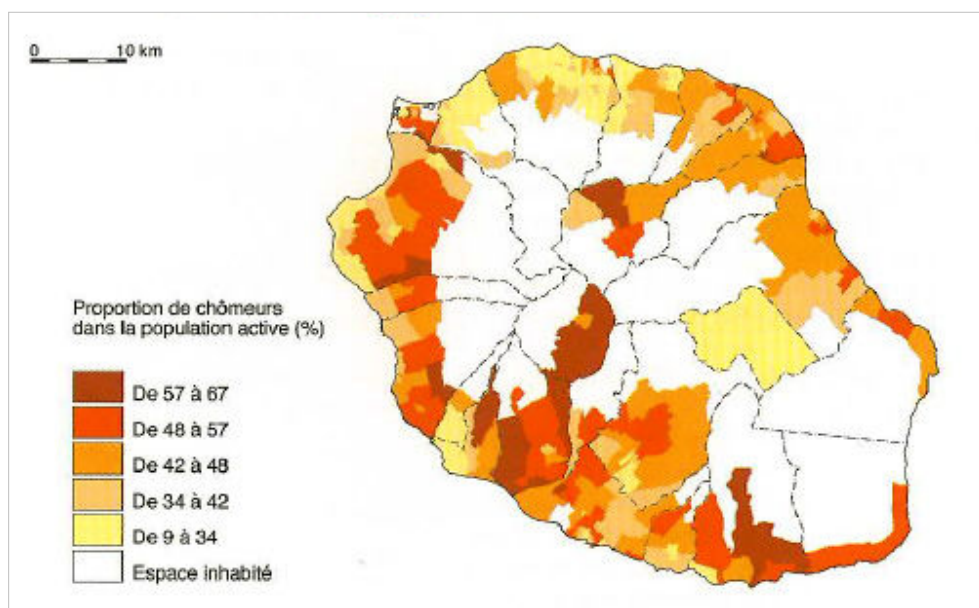 0 10 km
Proportion de chômeurs
dans la population active (%)
De 57 à 67
De 48 à 57
De 42 à 48
De 34 à 42
De 9 à 34
Espace inhabité